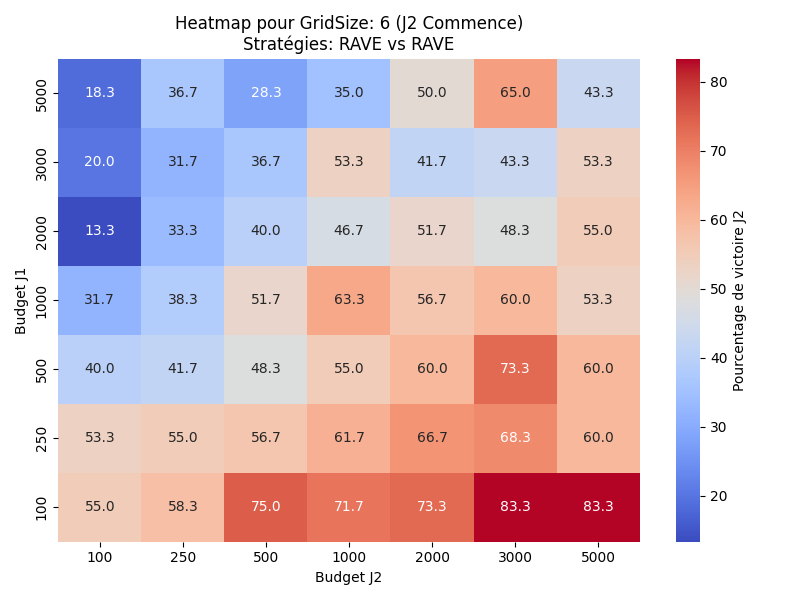 Heatmap pour GridSize: 6 (J2 Commence)
Stratégies: RAVE vs RAVE
Budget J1
5000 18.3 36.7 28.3 35.0 50.0 65.0 43.3
3000 20.0 31.7 36.7 53.3 41.7 43.3 53.3
2000 13.3 33.3 40.0 46.7 51.7 48.3 55.0
1000 31.7 38.3 51.7 63.3 56.7 60.0 53.3
500 40.0 41.7 48.3 55.0 60.0 73.3 60.0
250 53.3 55.0 56.7 61.7 66.7 68.3 60.0
100 55.0 58.3 75.0 71.7 73.3 83.3 83.3
100 250 500 1000 2000 3000 5000
Budget J2
80
70
60
50
40
30
20
Pourcentage de victoire J2